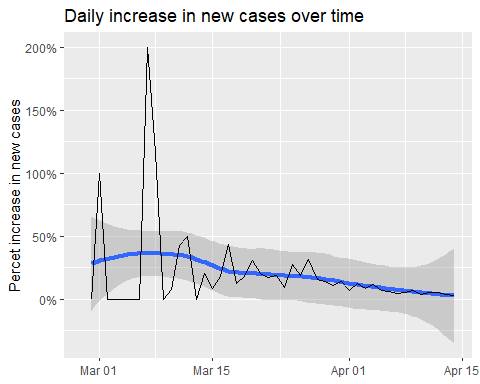 Daily increase in new cases over time
Percet increase in new cases
200%
150%
100%
50%
0%
Mar 01 Mar 15 Apr 01 Apr 15